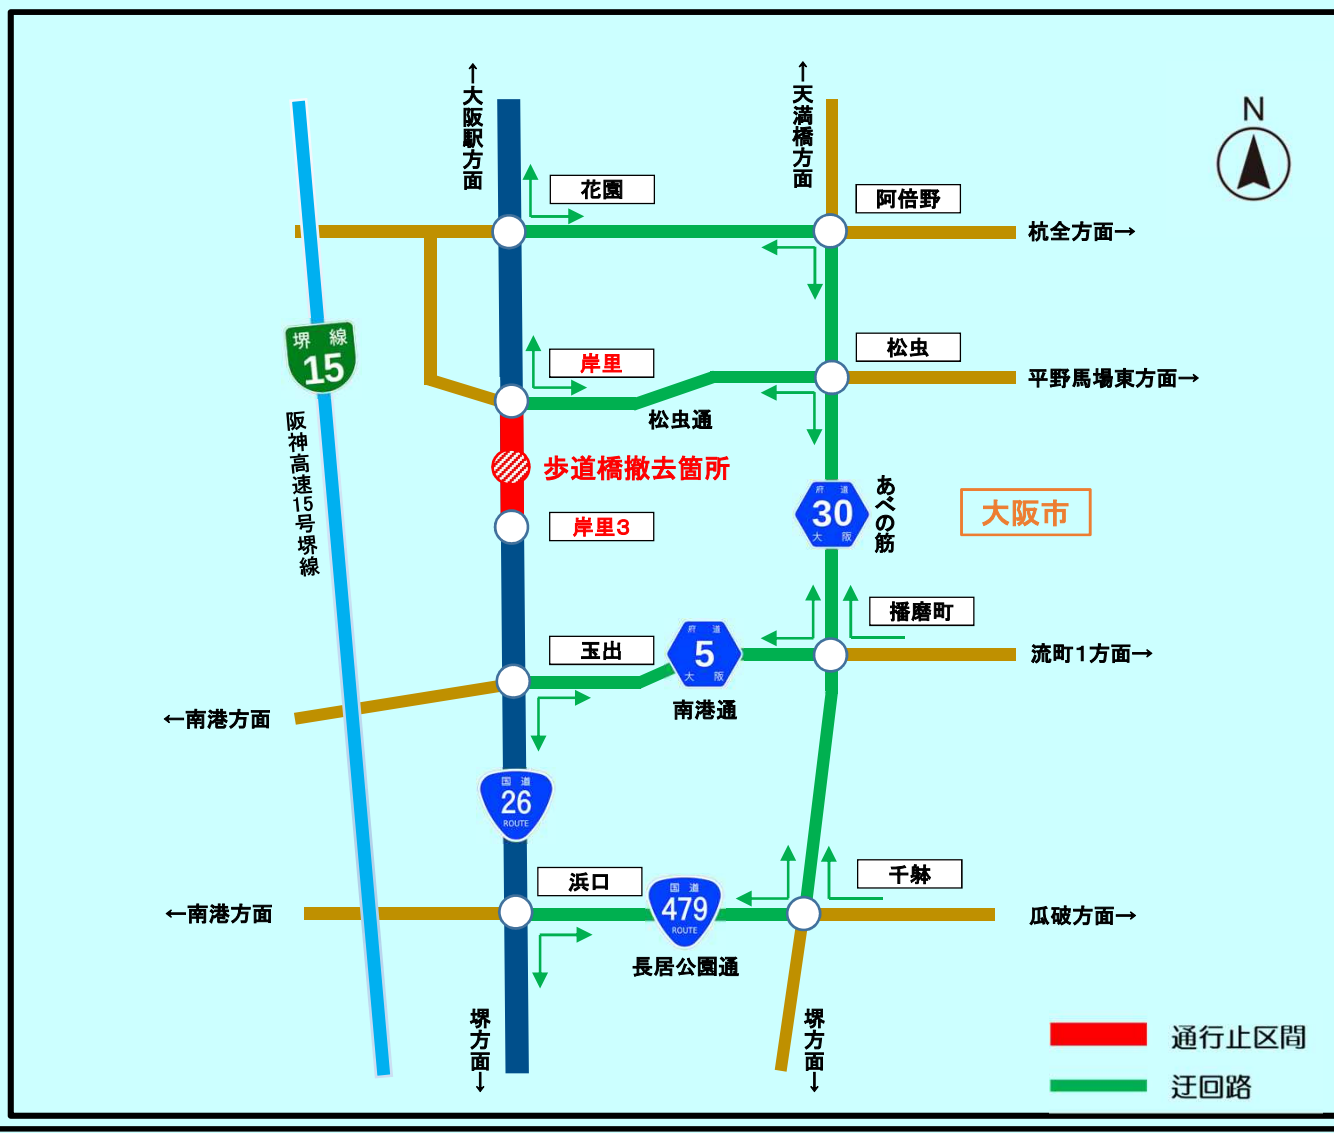 ↑大阪駅方面
↑天満橋方面
N
花園
阿倍野
杭全方面→
堺 線
15
岸里
松虫
平野馬場東方面→
松虫通
阪神高速15号堺線
歩道橋撤去箇所
府 道
30
大 阪
あべの筋
大阪市
岸里3
播磨町
玉出
府 道
5
大 阪
流町1方面→
←南港方面
南港通
国 道
26
ROUTE
浜口
千躰
国 道
479
ROUTE
←南港方面
瓜破方面→
長居公園通
堺方面↓
堺方面↓
通行止区間
迂回路